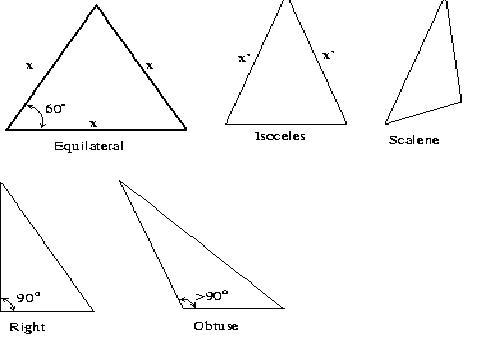 x
x
60°
x
Equilateral
x'
x'
Isoceles
Scalene
90°
Right
>90°
Obtuse